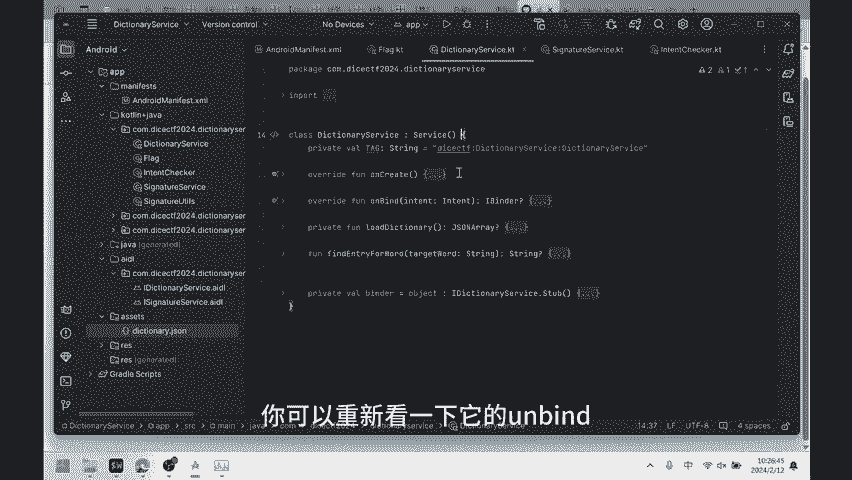 DictionaryService
Version control
No Devices
app
Android
AndroidManifest.xml
Flag.kt
DictionaryService.kt
SignatureService.kt
IntentChecker.kt
app
manifests
AndroidManifest.xml
kotlin+java
com.dicectf2024.dictionaryser
DictionaryService
Flag
IntentChecker
SignatureService
SignatureUtils
com.dicectf2024.dictionaryser
com.dicectf2024.dictionaryser
java (generated)
aidl
com.dicectf2024.dictionaryser
IDictionaryService.aidl
ISignatureService.aidl
assets
dictionary.json
res
res (generated)
Gradle Scripts
package com.dicectf2024.dictionaryservice
2 1 1
import ...
14
class DictionaryService : Service() {
private val TAG: String = "dicectf:DictionaryService:DictionaryService"
override fun onCreate() {...}
override fun onBind(intent: Intent): IBinder? {...}
private fun loadDictionary(): JSONArray? {...}
fun findEntryForWord(targetWord: String): String? {...}
private val binder = object : IDictionaryService.Stub() {...}
}
你可以重新看一下它的unbind
DictionaryService
app
src
main
java
14:37
LF
UTF-8
4 spaces
中
10:26:45
2024/2/12